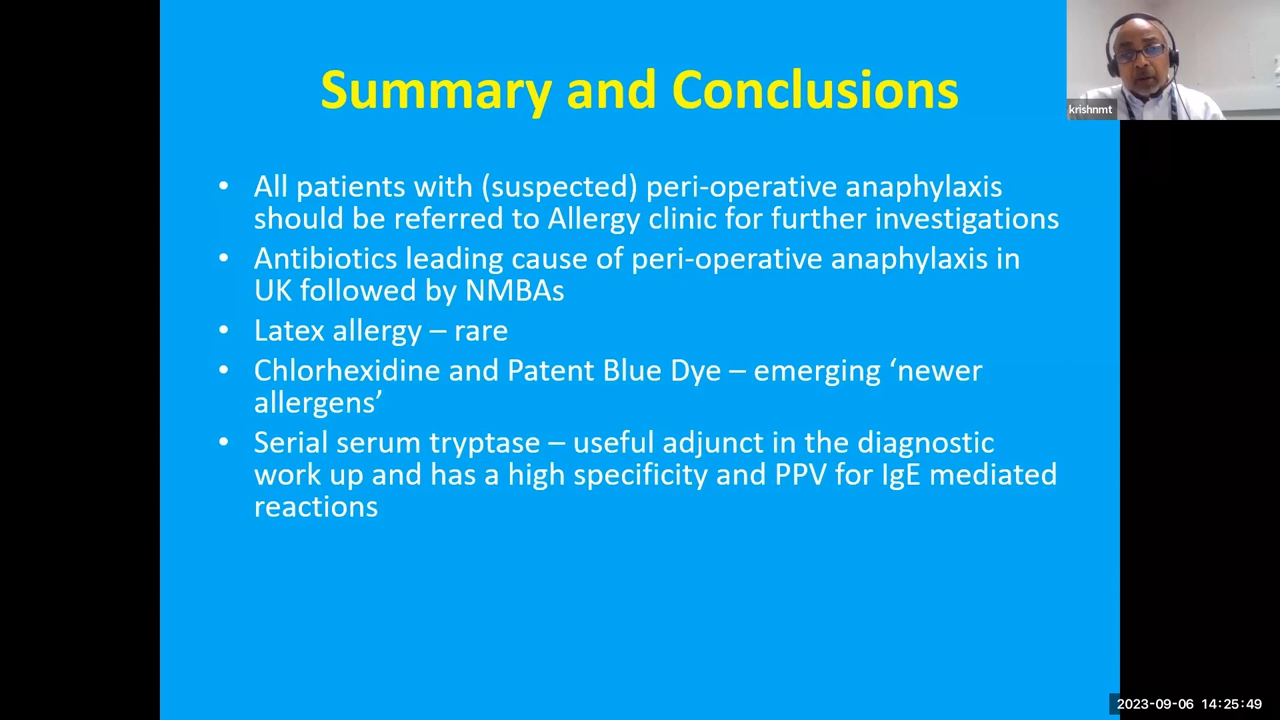 Summary and Conclusions
krishnmt
• All patients with (suspected) peri-operative anaphylaxis
should be referred to Allergy clinic for further investigations
• Antibiotics leading cause of peri-operative anaphylaxis in
UK followed by NMBAs
• Latex allergy – rare
• Chlorhexidine and Patent Blue Dye – emerging ‘newer
allergens’
• Serial serum tryptase – useful adjunct in the diagnostic
work up and has a high specificity and PPV for IgE mediated
reactions
2023-09-06 14:25:49